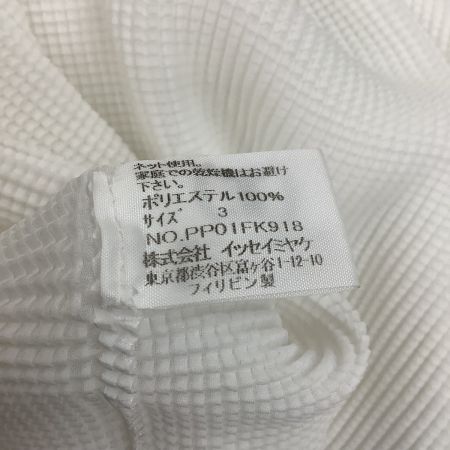 ネット使用。
家庭での乾燥機はお避け
下さい。
ポリエステル100%
サイズ 3
NO.PP01FK918
株式会社 イッセイミヤケ
東京都渋谷区富ヶ谷1-12-10
フィリピン製